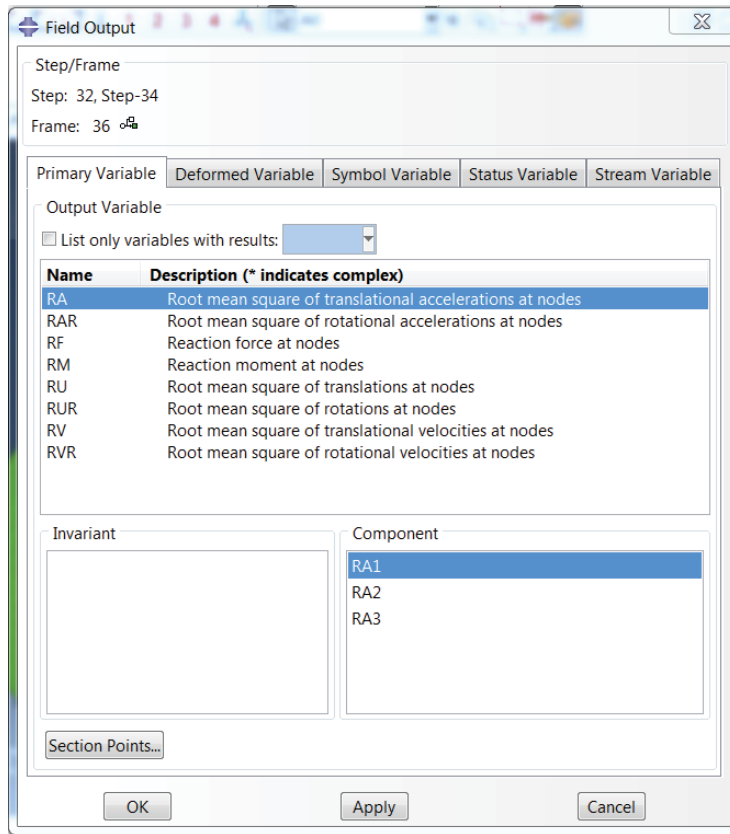 Field Output
Step/Frame
Step: 32, Step-34
Frame: 36
Primary Variable Deformed Variable Symbol Variable Status Variable Stream Variable
Output Variable
List only variables with results:
Name Description (* indicates complex)
RA Root mean square of translational accelerations at nodes
RAR Root mean square of rotational accelerations at nodes
RF Reaction force at nodes
RM Reaction moment at nodes
RU Root mean square of translations at nodes
RUR Root mean square of rotations at nodes
RV Root mean square of translational velocities at nodes
RVR Root mean square of rotational velocities at nodes
Invariant Component
RA1
RA2
RA3
Section Points...
OK Apply Cancel